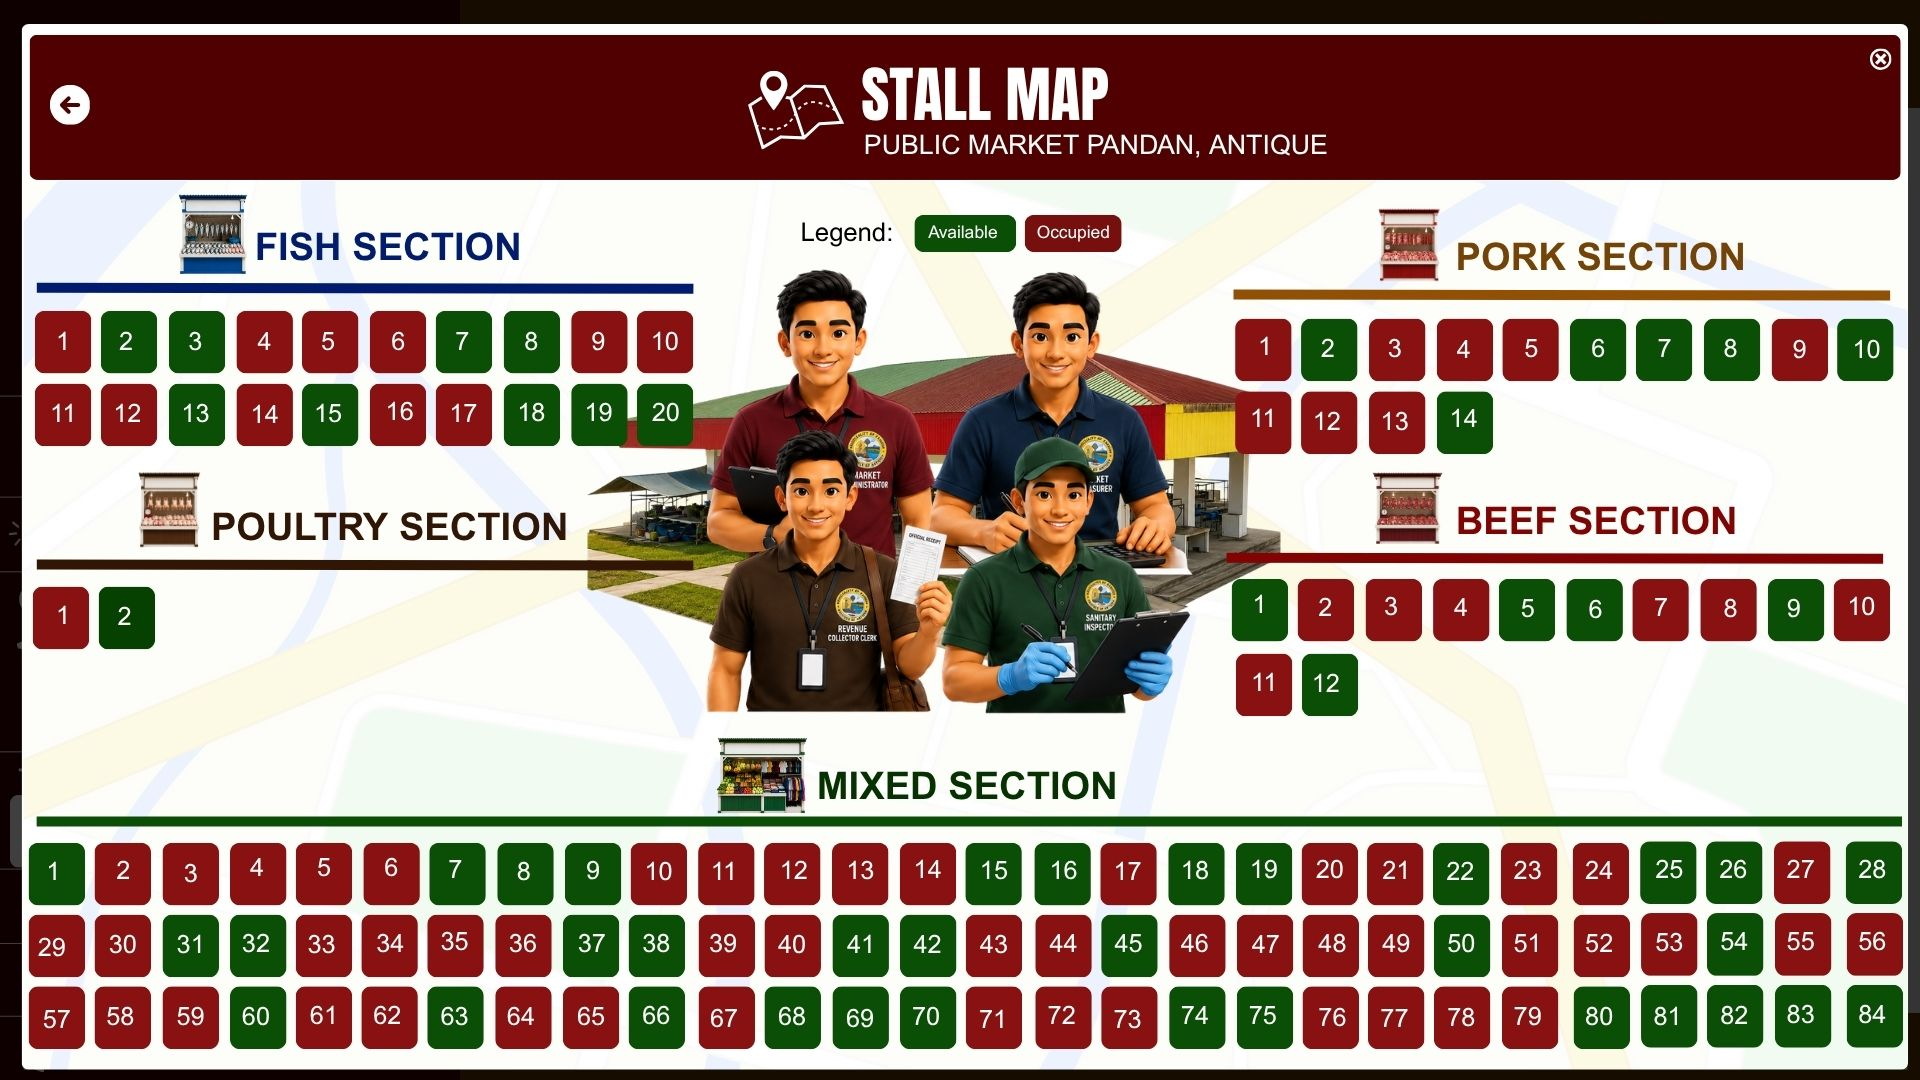 STALL MAP
PUBLIC MARKET PANDAN, ANTIQUE
Legend: Available Occupied
FISH SECTION
1 2 3 4 5 6 7 8 9 10
11 12 13 14 15 16 17 18 19 20
PORK SECTION
1 2 3 4 5 6 7 8 9 10
11 12 13 14
POULTRY SECTION
1 2
BEEF SECTION
1 2 3 4 5 6 7 8 9 10
11 12
MARKET
OFFICIAL RECEIPT
REVENUE
COLLECTOR CLERK
SANITARY
MIXED SECTION
1 2 3 4 5 6 7 8 9 10 11 12 13 14 15 16 17 18 19 20 21 22 23 24 25 26 27 28
29 30 31 32 33 34 35 36 37 38 39 40 41 42 43 44 45 46 47 48 49 50 51 52 53 54 55 56
57 58 59 60 61 62 63 64 65 66 67 68 69 70 71 72 73 74 75 76 77 78 79 80 81 82 83 84